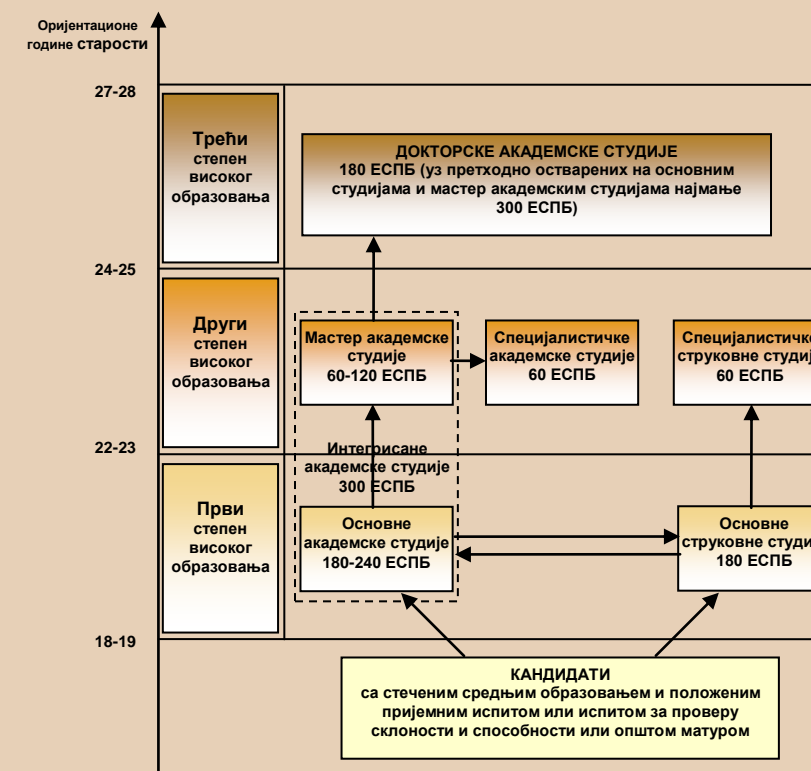 Оријентационе
године старости
27-28
Трећи
степен
високог
образовања
ДОКТОРСКЕ АКАДЕМСКЕ СТУДИЈЕ
180 ЕСПБ (уз претходно остварених на основним
студијама и мастер академским студијама најмање
300 ЕСПБ)
24-25
Други
степен
високог
образовања
Мастер академске
студије
60-120 ЕСПБ
Специјалистичке
академске студије
60 ЕСПБ
Специјалистичке
струковне студиј
60 ЕСПБ
22-23
Интегрисане
академске студије
300 ЕСПБ
Први
степен
високог
образовања
Основне
академске студије
180-240 ЕСПБ
Основне
струковне студи
180 ЕСПБ
18-19
КАНДИДАТИ
са стеченим средњим образовањем и положеним
пријемним испитом или испитом за проверу
склоности и способности или општом матуром